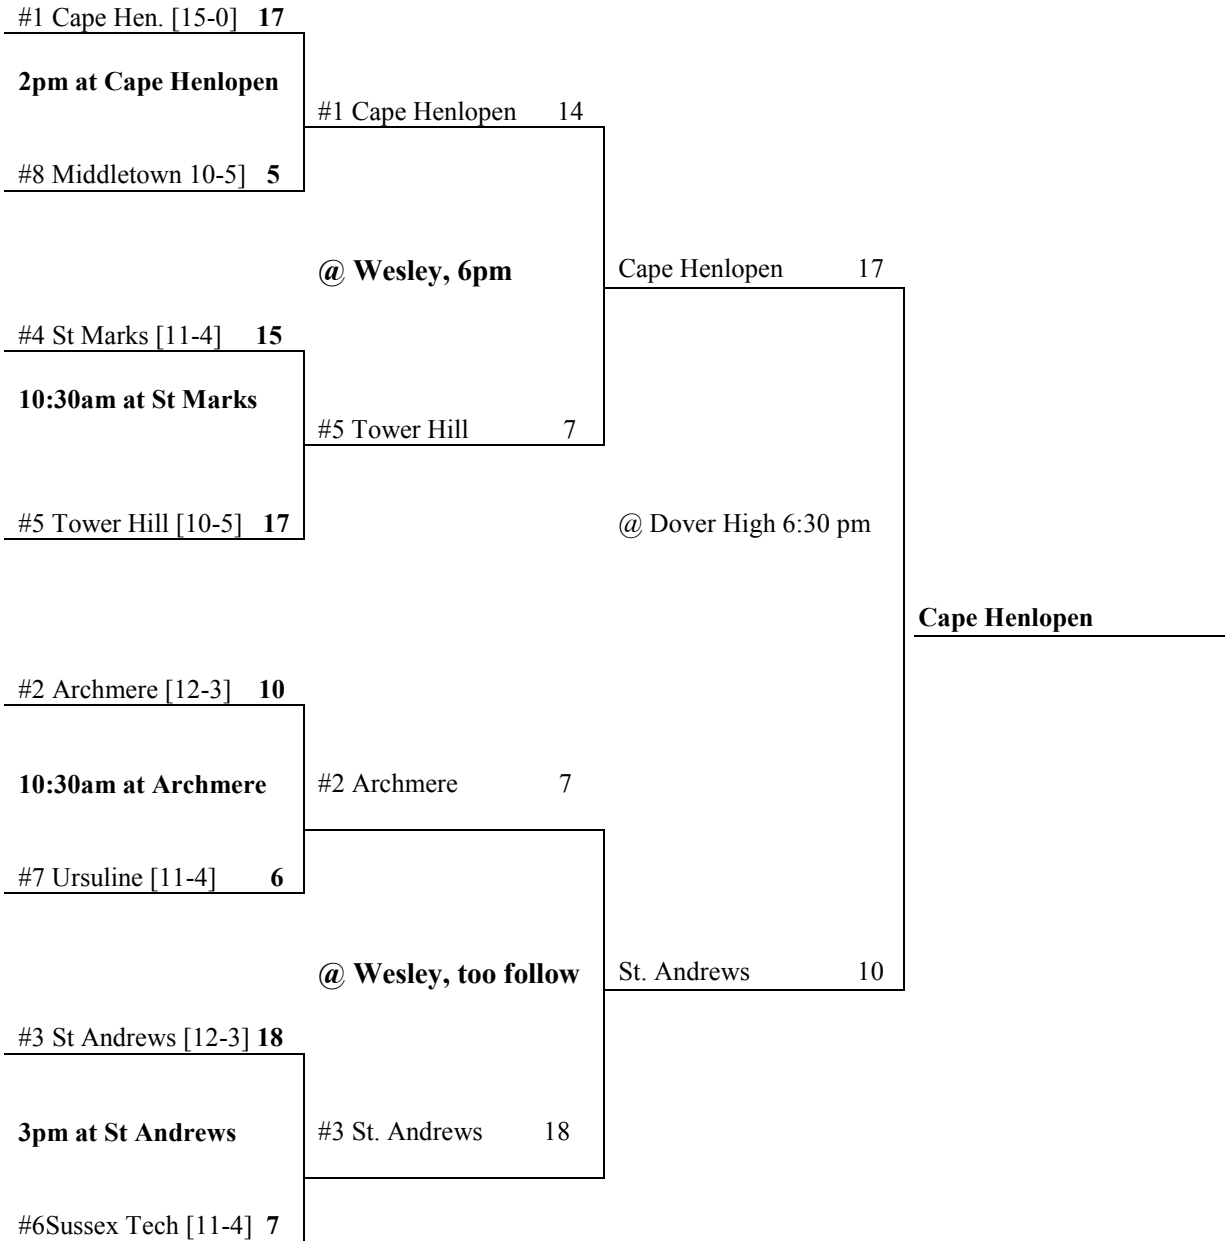 #1 Cape Hen. [15-0] 17
2pm at Cape Henlopen
#1 Cape Henlopen 14
#8 Middletown 10-5] 5
@ Wesley, 6pm
Cape Henlopen 17
#4 St Marks [11-4] 15
10:30am at St Marks
#5 Tower Hill 7
#5 Tower Hill [10-5] 17
@ Dover High 6:30 pm
Cape Henlopen
#2 Archmere [12-3] 10
10:30am at Archmere
#2 Archmere 7
#7 Ursuline [11-4] 6
@ Wesley, too follow
St. Andrews 10
#3 St Andrews [12-3] 18
3pm at St Andrews
#3 St. Andrews 18
#6Sussex Tech [11-4] 7